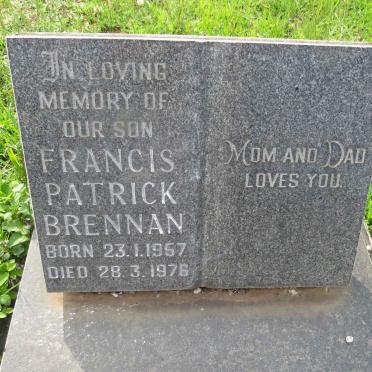 IN LOVING
MEMORY OF
OUR SON
FRANCIS
PATRICK
BRENNAN
BORN 23.1.1967
DIED 28.3.1976
MOM AND DAD
LOVES YOU.